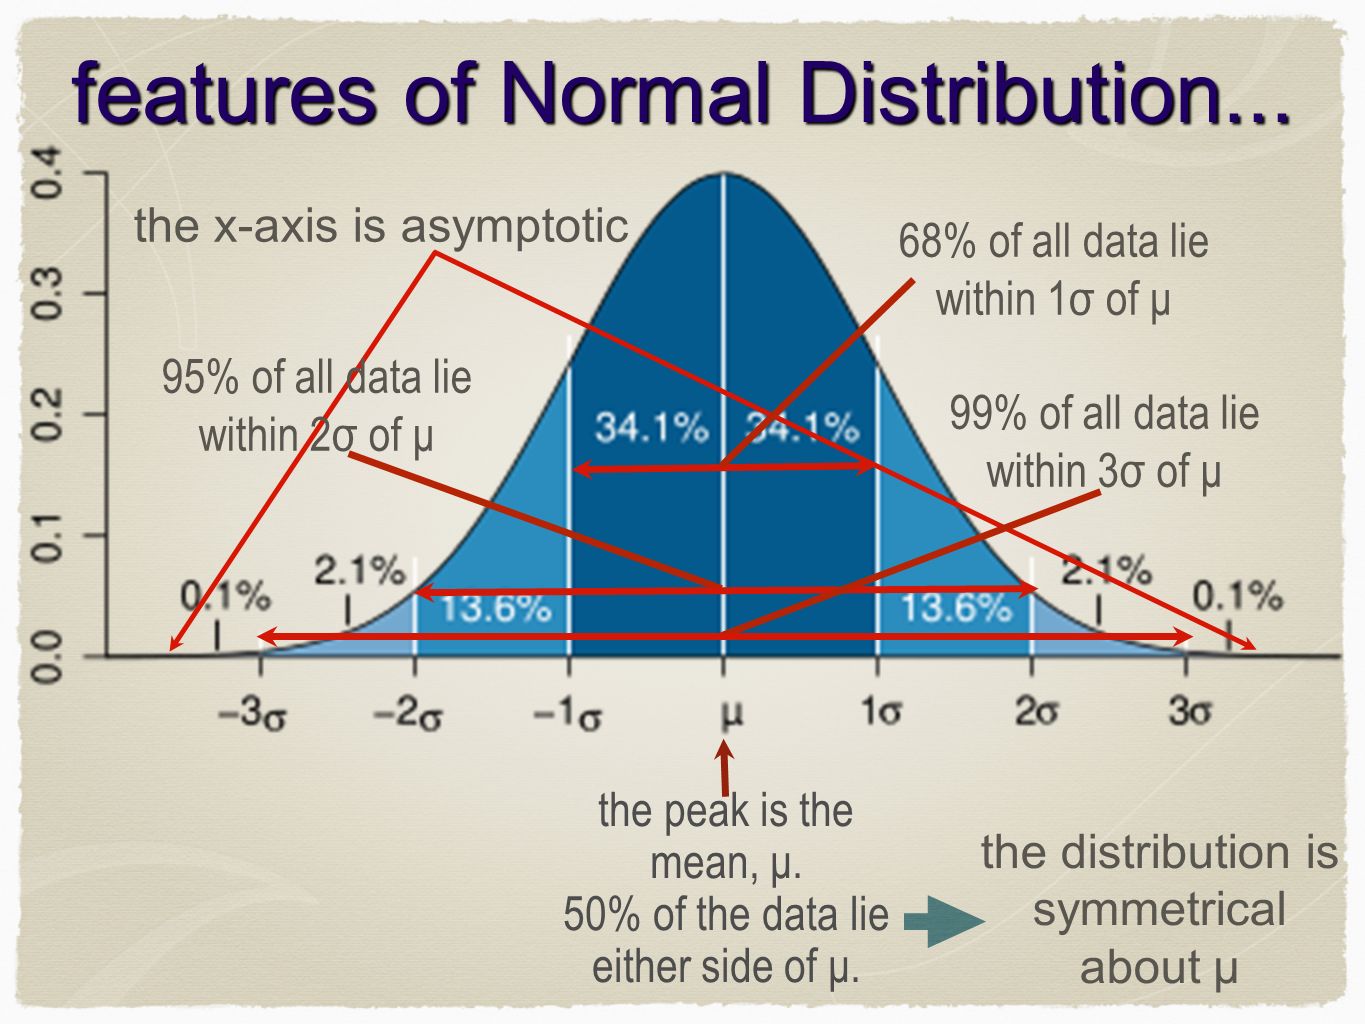 features of Normal Distribution...
0.4
0.3
0.2
0.1
0.0
the x-axis is asymptotic
68% of all data lie
within 1σ of μ
95% of all data lie
within 2σ of μ
99% of all data lie
within 3σ of μ
34.1%
34.1%
0.1%
2.1%
13.6%
13.6%
2.1%
0.1%
−3σ
−2σ
−1σ
μ
1σ
2σ
3σ
the peak is the
mean, μ.
50% of the data lie
either side of μ.
the distribution is
symmetrical
about μ